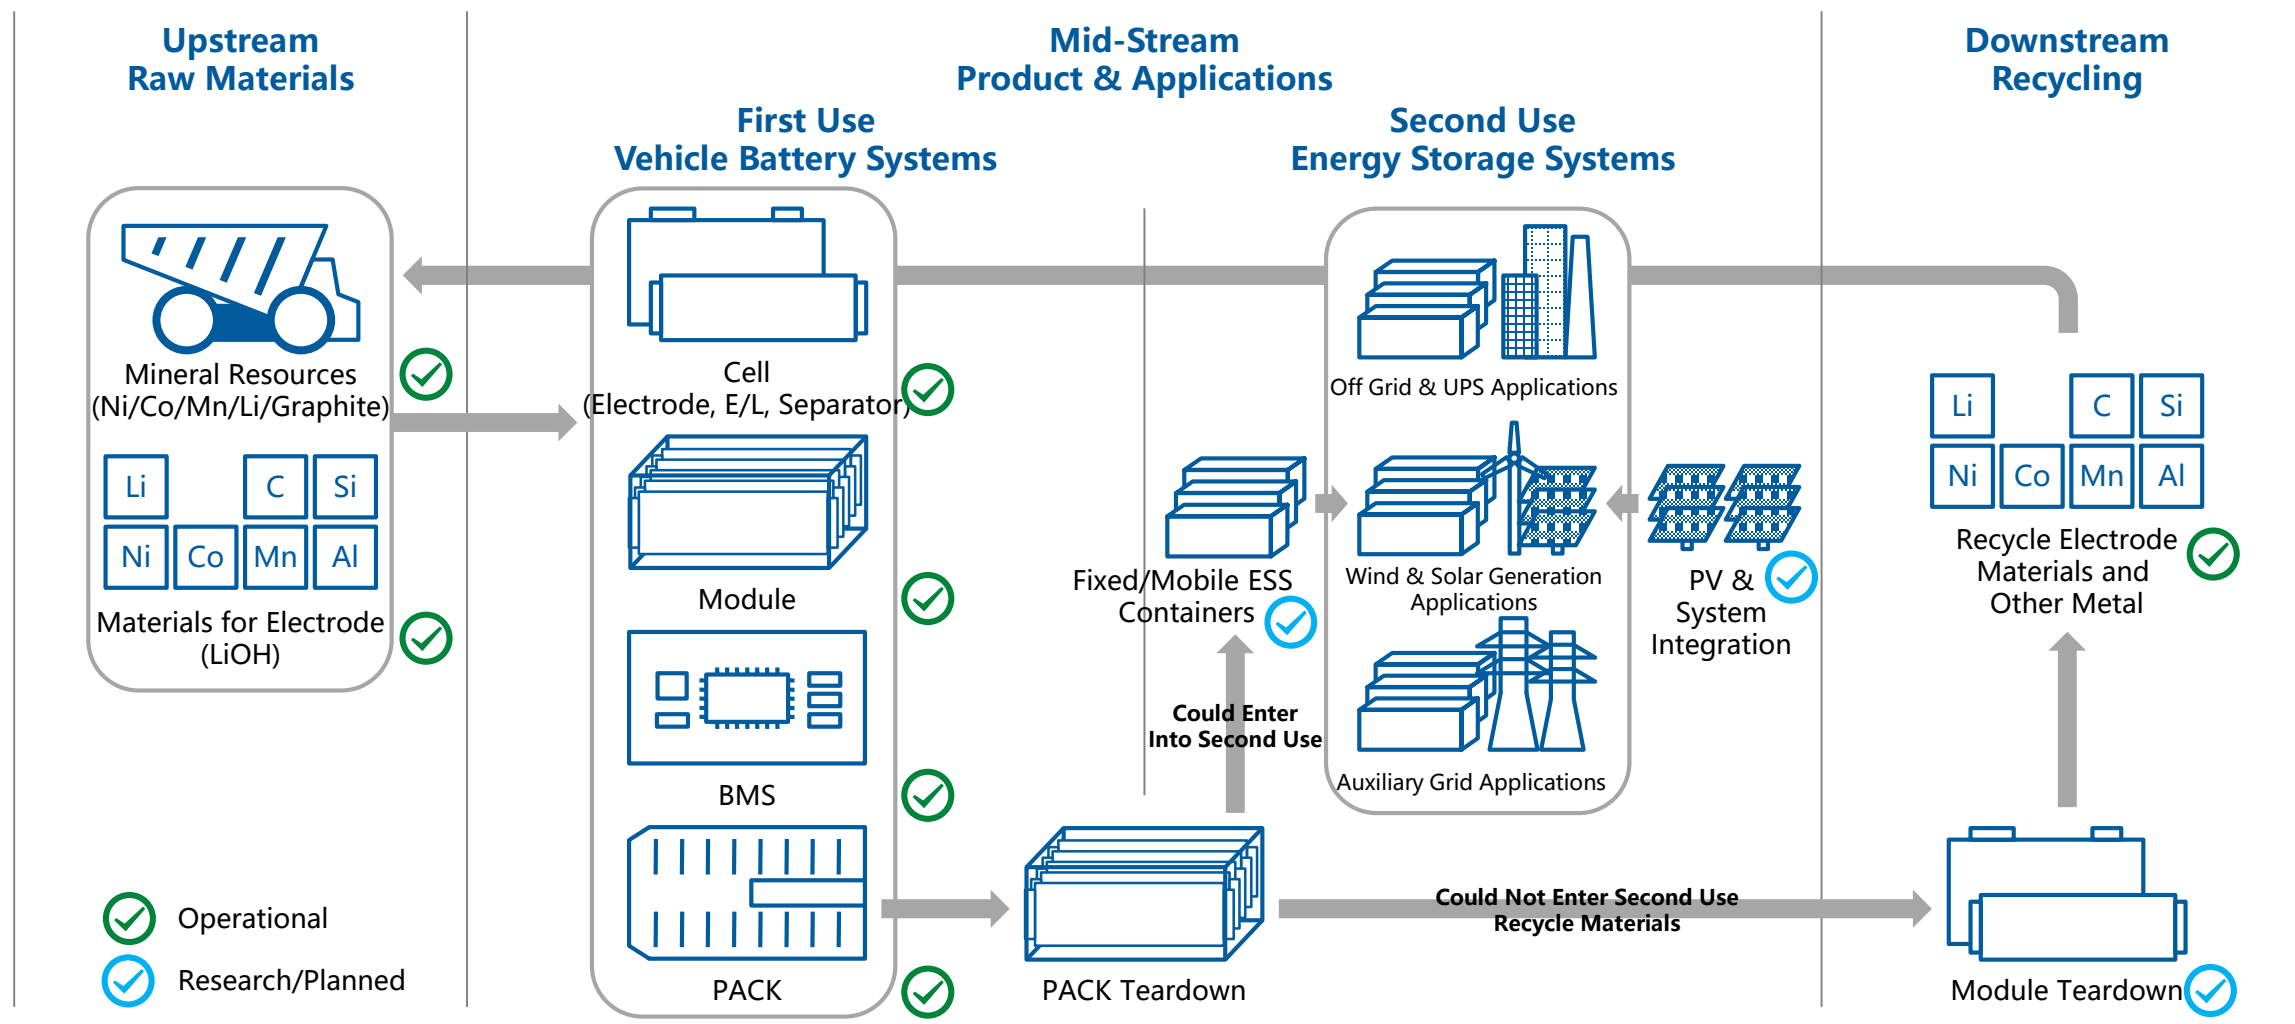 Upstream
Raw Materials
Mid-Stream
Product & Applications
Downstream
Recycling
First Use
Vehicle Battery Systems
Second Use
Energy Storage Systems
Mineral Resources
(Ni/Co/Mn/Li/Graphite)
Li C Si
Ni Co Mn Al
Materials for Electrode
(LiOH)
Operational
Research/Planned
Cell
(Electrode, E/L, Separator)
Module
BMS
PACK
PACK Teardown
Fixed/Mobile ESS
Containers
Could Enter
Into Second Use
Off Grid & UPS Applications
Wind & Solar Generation
Applications
Auxiliary Grid Applications
PV &
System
Integration
Could Not Enter Second Use
Recycle Materials
Li C Si
Ni Co Mn Al
Recycle Electrode
Materials and
Other Metal
Module Teardown